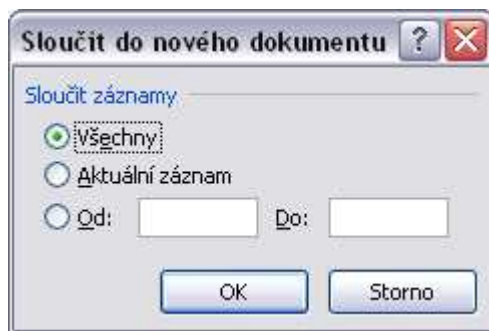 Sloučit do nového dokumentu ?
Sloučit záznamy
Všechny
Aktuální záznam
Od: Do:
OK Storno